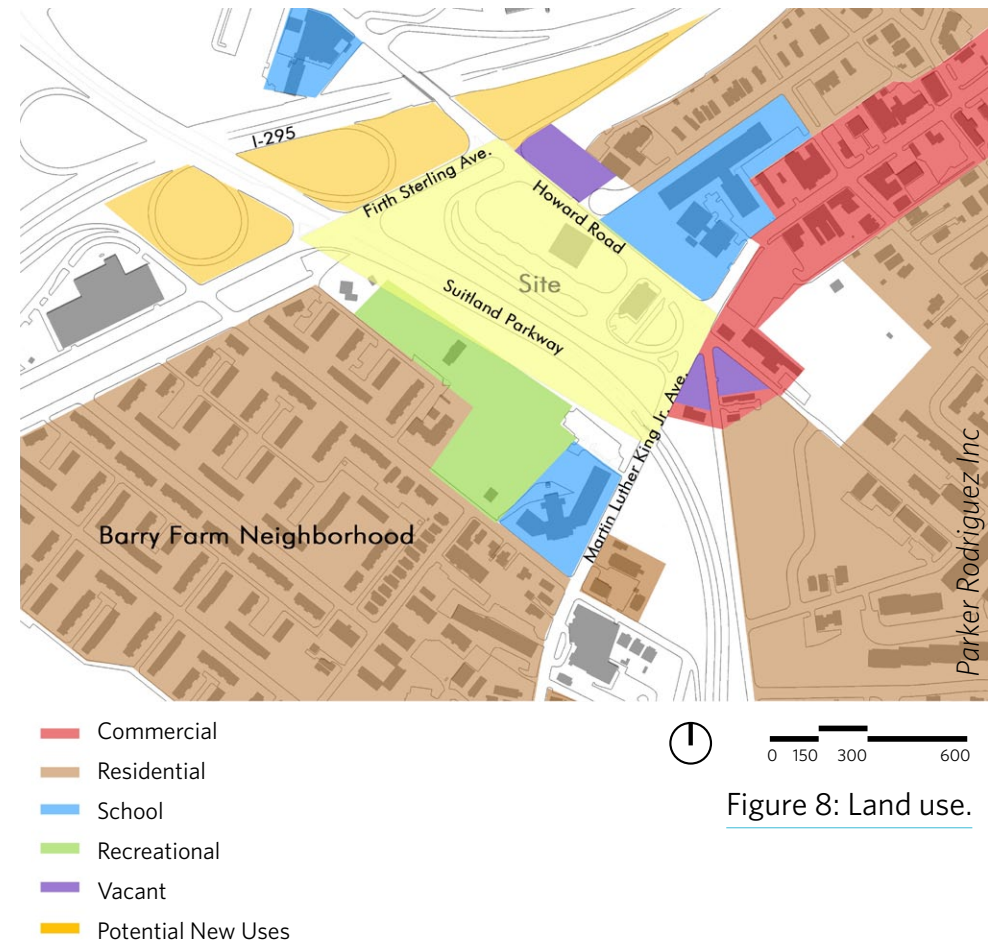 I-295
Firth Sterling Ave.
Howard Road
Site
Suitland Parkway
Martin Luther King Jr. Ave.
Barry Farm Neighborhood
Parker Rodriguez Inc
Commercial
Residential
School
Recreational
Vacant
Potential New Uses
0 150 300 600
Figure 8: Land use.